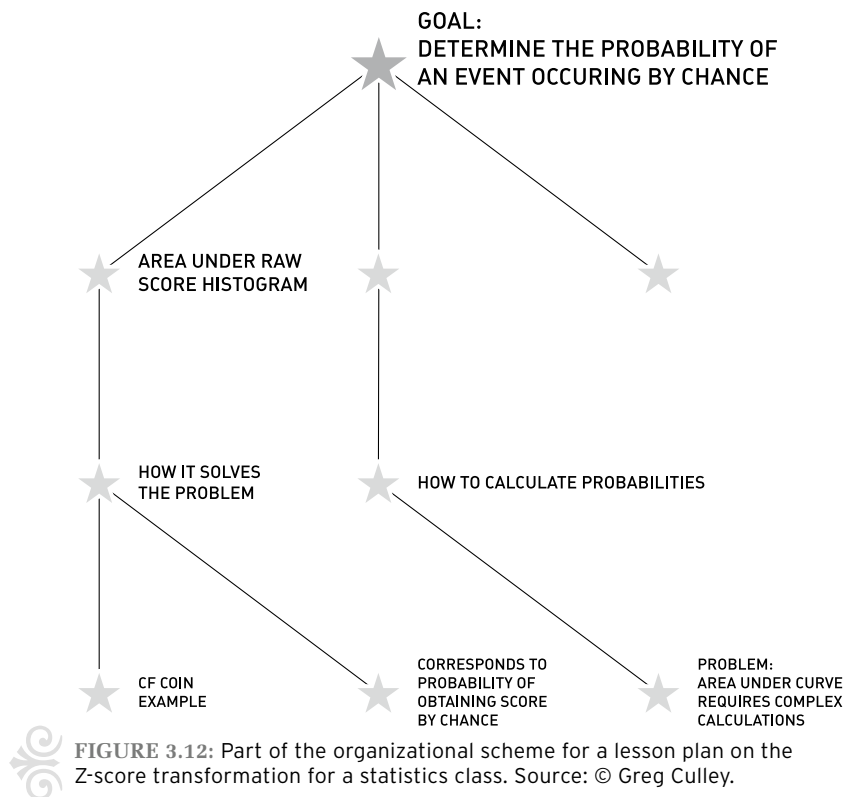 GOAL:
DETERMINE THE PROBABILITY OF
AN EVENT OCCURING BY CHANCE
AREA UNDER RAW
SCORE HISTOGRAM
HOW IT SOLVES
THE PROBLEM
HOW TO CALCULATE PROBABILITIES
CF COIN
EXAMPLE
CORRESPONDS TO
PROBABILITY OF
OBTAINING SCORE
BY CHANCE
PROBLEM:
AREA UNDER CURVE
REQUIRES COMPLEX
CALCULATIONS
FIGURE 3.12: Part of the organizational scheme for a lesson plan on the
Z-score transformation for a statistics class. Source: © Greg Culley.